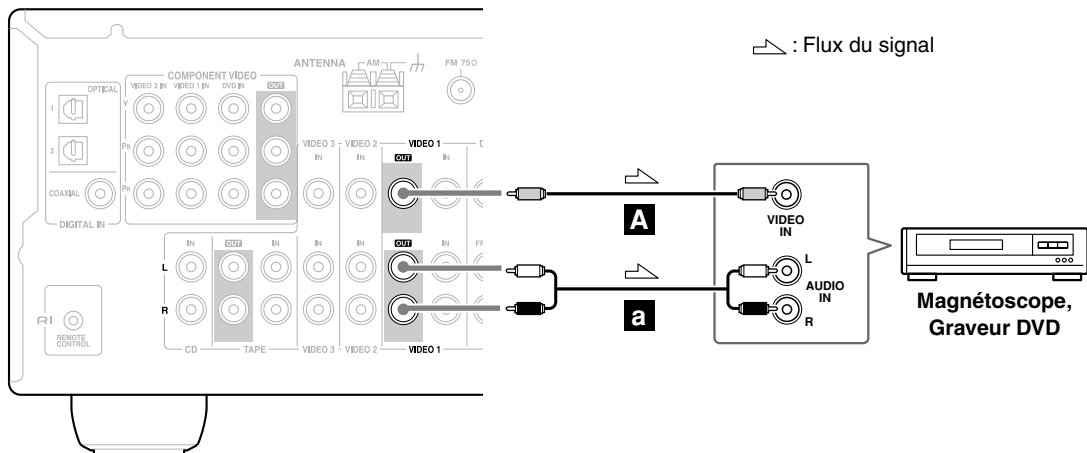 : Flux du signal
ANTENNA
AM
FM 75Ω
COMPONENT VIDEO
VIDEO 2 IN VIDEO 1 IN DVD IN OUT
OPTICAL
1
2
Y
PB
PR
COAXIAL
DIGITAL IN
VIDEO 3 VIDEO 2 VIDEO 1 D
IN IN OUT IN
A
VIDEO
IN
IN OUT IN IN IN OUT IN FR
L
R
L
AUDIO
IN
R
a
Magnétoscope,
Graveur DVD
RI
REMOTE
CONTROL
CD TAPE VIDEO 3 VIDEO 2 VIDEO 1